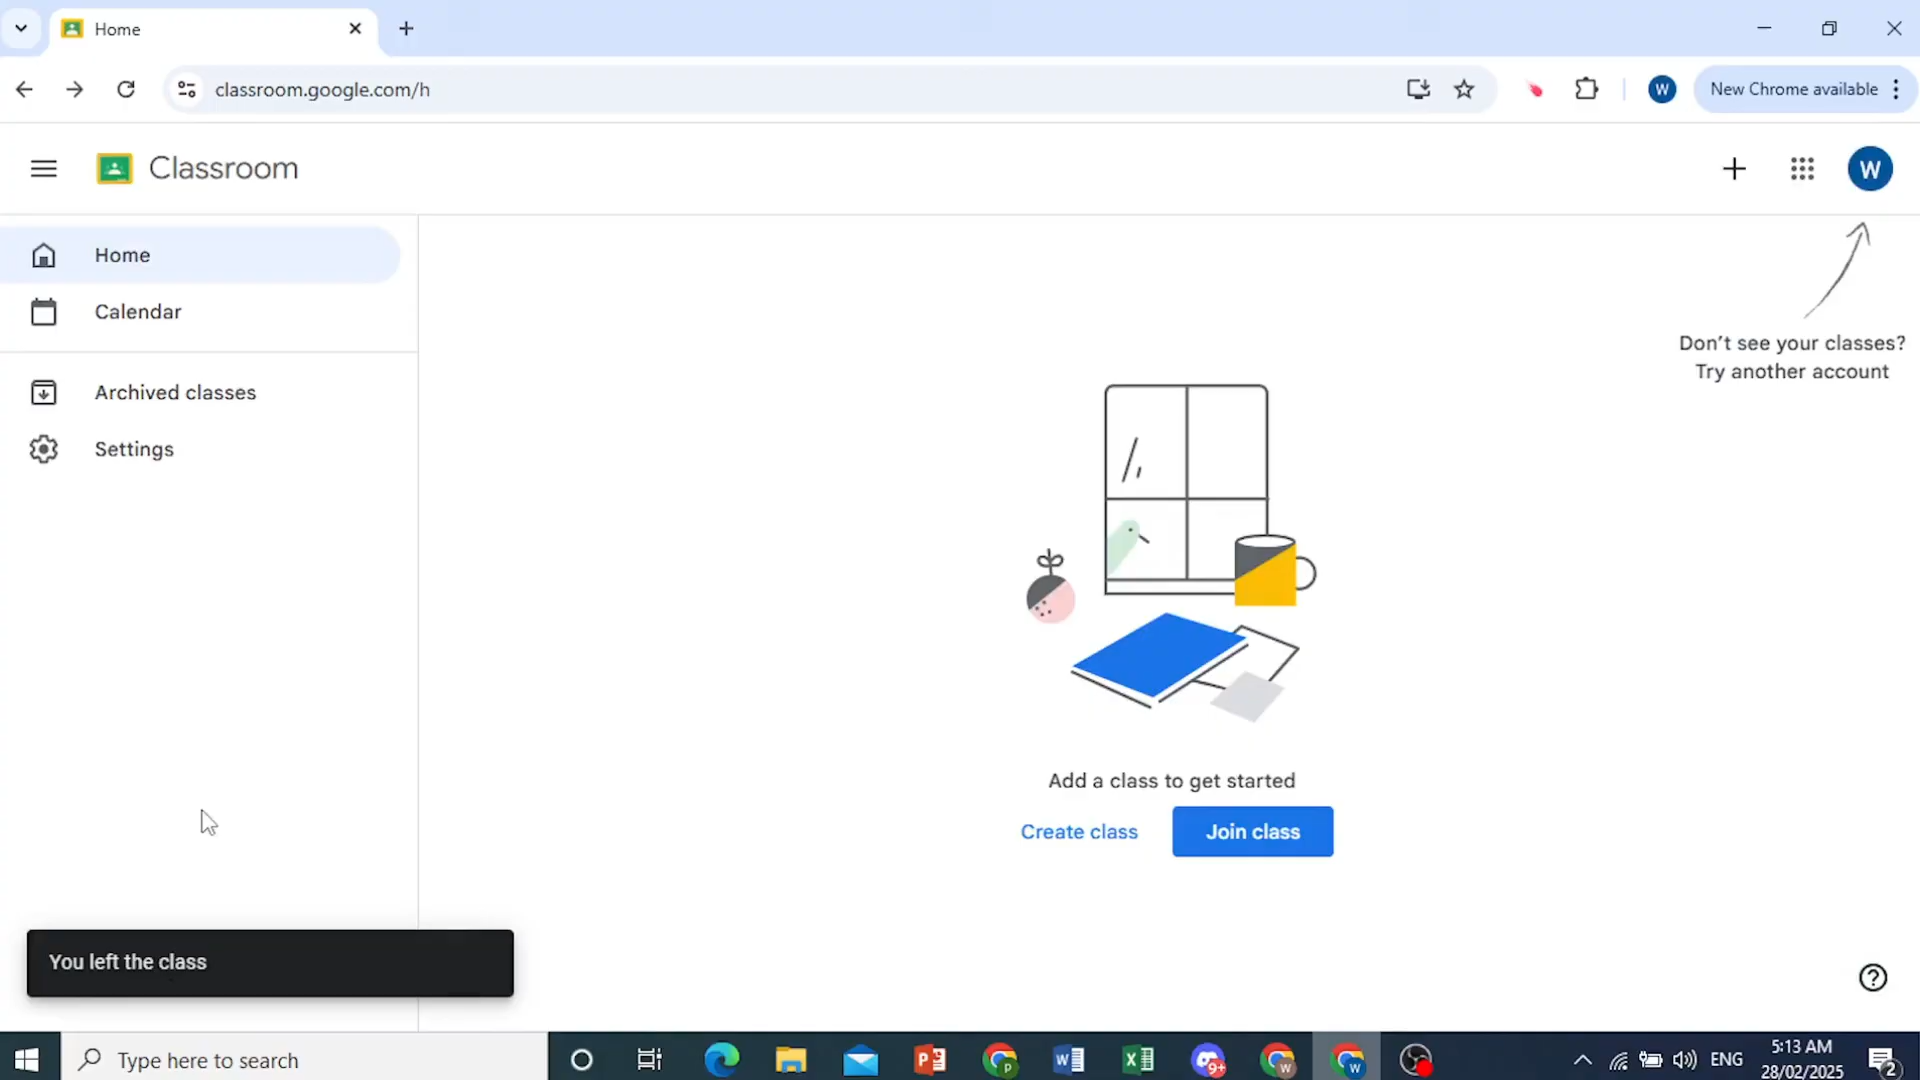 Home
classroom.google.com/h
W
New Chrome available
Classroom
W
Home
Calendar
Archived classes
Settings
Don't see your classes?
Try another account
Add a class to get started
Create class
Join class
You left the class
Type here to search
P
P
W
X
9+
W
W
ENG
5:13 AM
28/02/2025
2